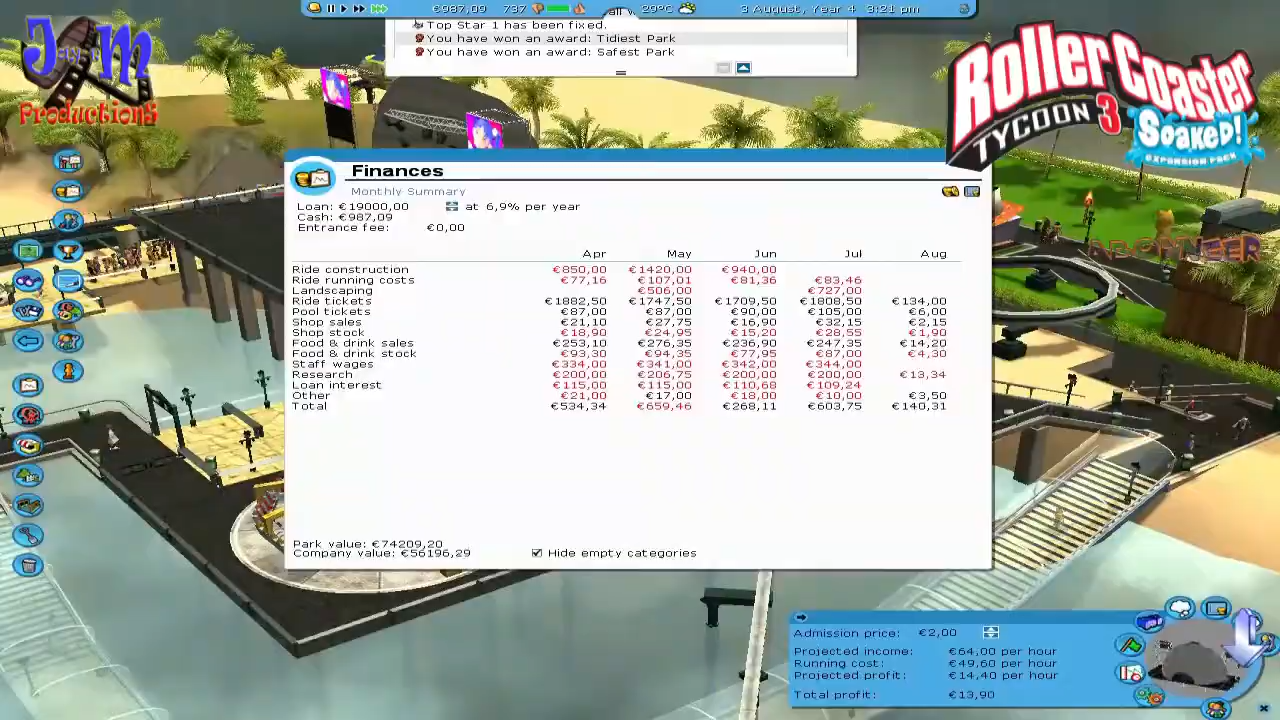 €987,09 737 29°C 3 August, Year 4 3:21 pm
Top Star 1 has been fixed.
You have won an award: Tidiest Park
You have won an award: Safest Park
JayM
Productions
RollerCoaster
TYCOON 3
Soaked!
EXPANSION PACK
Finances
Monthly Summary
Loan: €19000,00 at 6,9% per year
Cash: €987,09
Entrance fee: €0,00
Apr May Jun Jul Aug
Ride construction €850,00 €1420,00 €940,00
Ride running costs €77,16 €107,01 €81,36 €83,46
Landscaping €506,00 €727,00
Ride tickets €1882,50 €1747,50 €1709,50 €1808,50 €134,00
Pool tickets €87,00 €87,00 €90,00 €105,00 €6,00
Shop sales €21,10 €27,75 €16,90 €32,15 €2,15
Shop stock €18,90 €24,95 €15,20 €28,55 €1,90
Food & drink sales €253,10 €276,35 €236,90 €247,35 €14,20
Food & drink stock €93,30 €94,35 €77,95 €87,00 €4,30
Staff wages €334,00 €341,00 €342,00 €344,00
Research €200,00 €206,75 €200,00 €200,00 €13,34
Loan interest €115,00 €115,00 €110,68 €109,24
Other €21,00 €17,00 €18,00 €10,00 €3,50
Total €534,34 €659,46 €268,11 €603,75 €140,31
Park value: €74209,20
Company value: €56196,29
Hide empty categories
Admission price: €2,00
Projected income: €64,00 per hour
Running cost: €49,60 per hour
Projected profit: €14,40 per hour
Total profit: €13,90